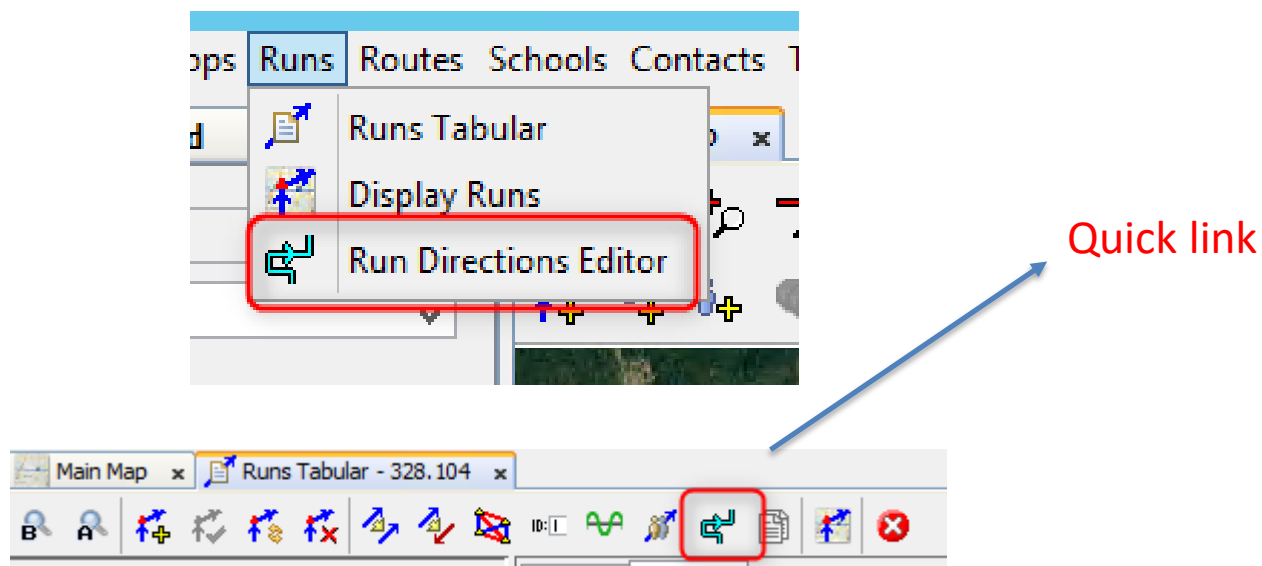 Runs Routes Schools Contacts
Runs Tabular
Display Runs
Run Directions Editor
Quick link
Main Map x Runs Tabular - 328.104 x
B A ID: